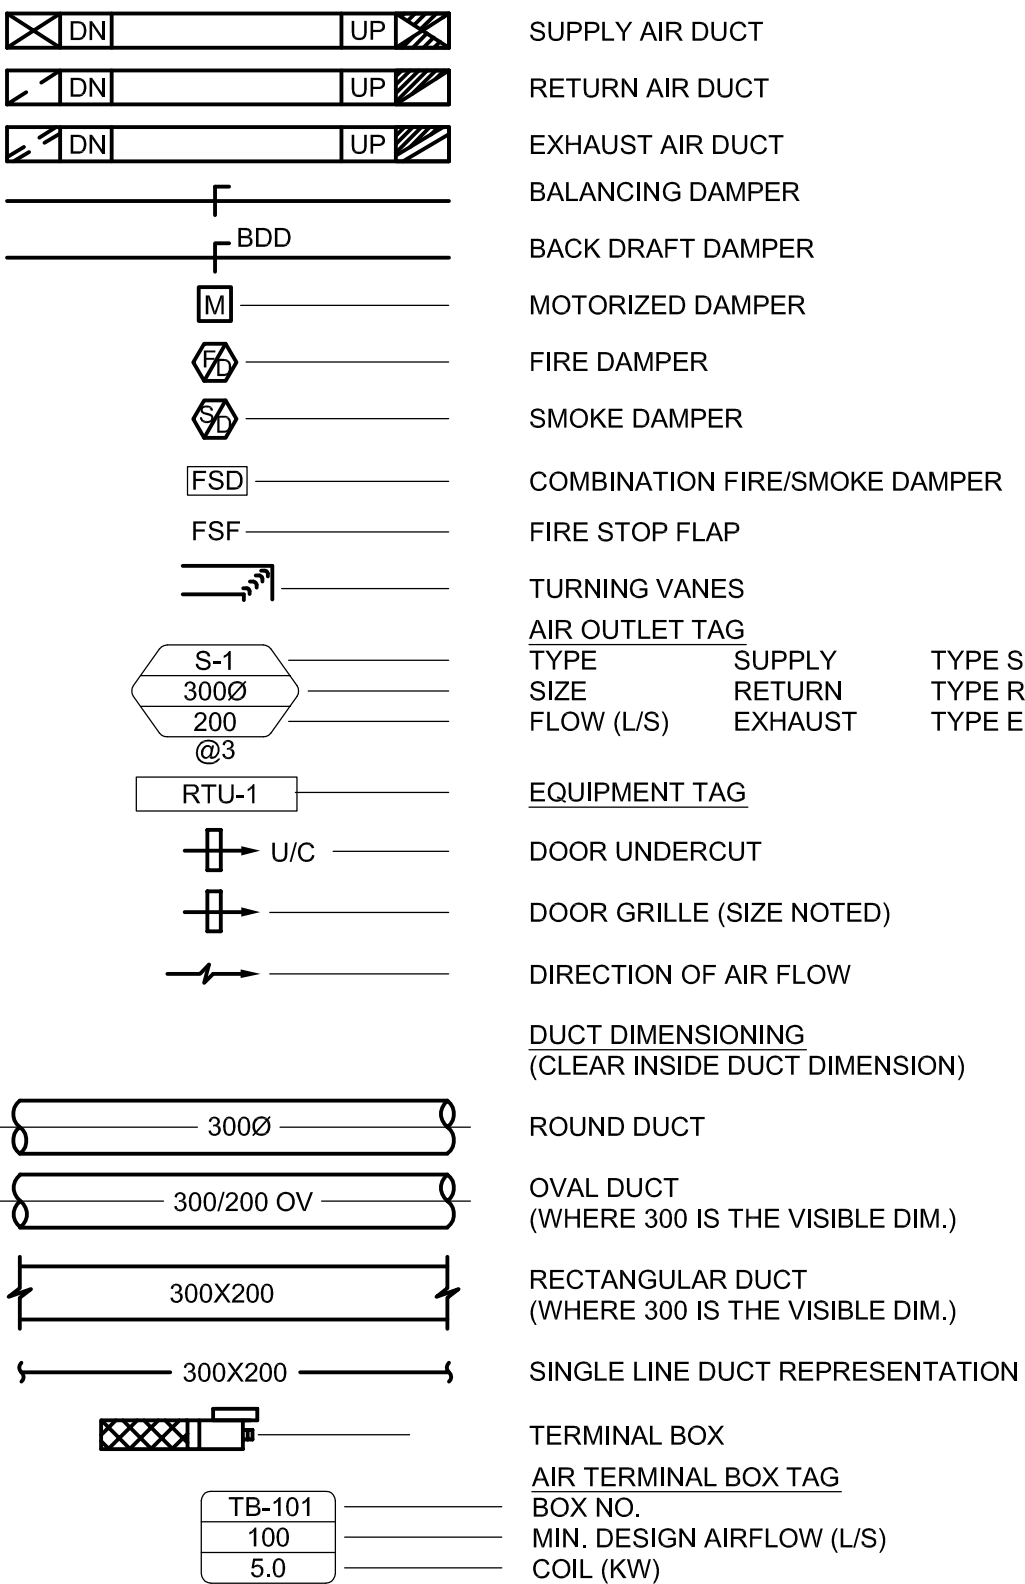 DN UP SUPPLY AIR DUCT
DN UP RETURN AIR DUCT
DN UP EXHAUST AIR DUCT
BALANCING DAMPER
BDD BACK DRAFT DAMPER
M MOTORIZED DAMPER
F/D FIRE DAMPER
S/D SMOKE DAMPER
FSD COMBINATION FIRE/SMOKE DAMPER
FSF FIRE STOP FLAP
TURNING VANES
AIR OUTLET TAG
S-1 TYPE SUPPLY TYPE S
300Ø SIZE RETURN TYPE R
200 FLOW (L/S) EXHAUST TYPE E
@3
RTU-1 EQUIPMENT TAG
U/C DOOR UNDERCUT
DOOR GRILLE (SIZE NOTED)
DIRECTION OF AIR FLOW
DUCT DIMENSIONING
(CLEAR INSIDE DUCT DIMENSION)
300Ø ROUND DUCT
300/200 OV OVAL DUCT
(WHERE 300 IS THE VISIBLE DIM.)
300X200 RECTANGULAR DUCT
(WHERE 300 IS THE VISIBLE DIM.)
300X200 SINGLE LINE DUCT REPRESENTATION
TERMINAL BOX
AIR TERMINAL BOX TAG
TB-101 BOX NO.
100 MIN. DESIGN AIRFLOW (L/S)
5.0 COIL (KW)